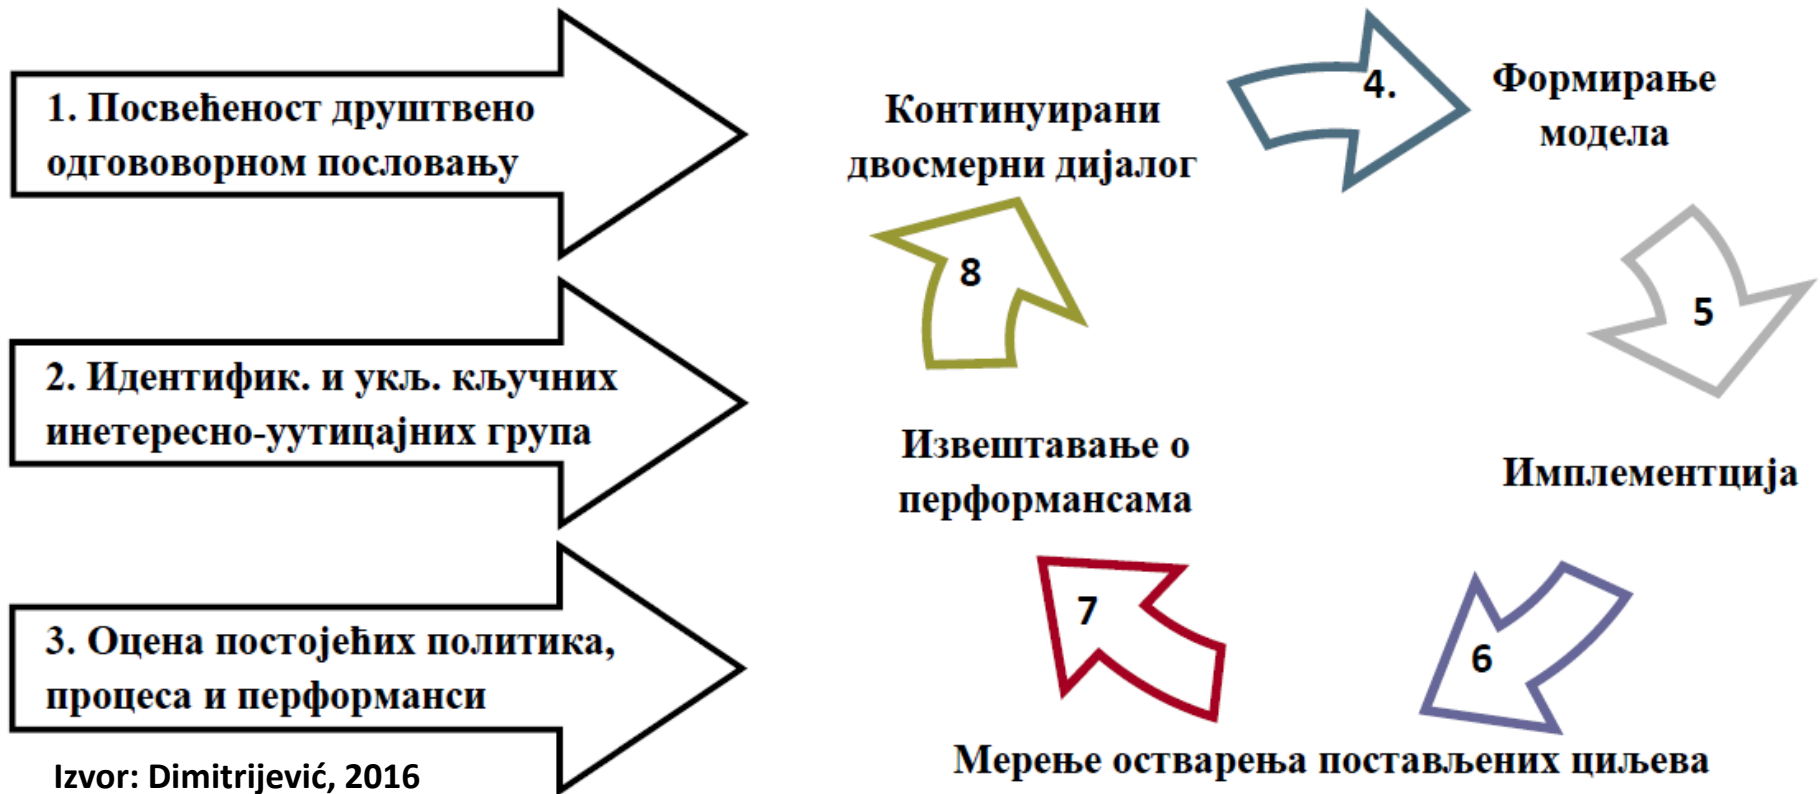 1. Посвећеност друштвено
одгововорном пословању
2. Идентифик. и укљ. кључних
инетересно-уутицајних група
3. Оцена постојећих политика,
процеса и перформанси
Izvor: Dimitrijević, 2016
Континуирани
двосмерни дијалог
4.
Формирање
модела
5
Имплементција
6
Мерење остварења постављених циљева
7
Извештавање о
перформансама
8